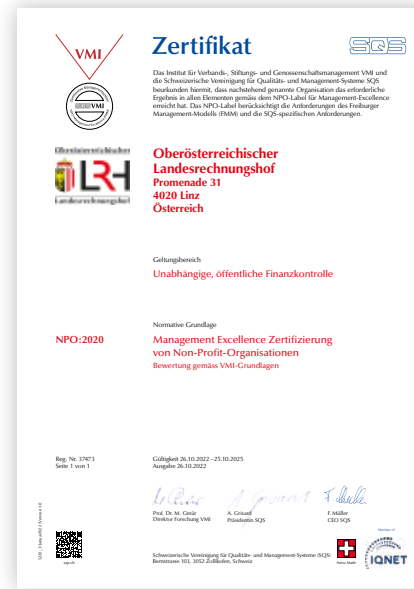 VMI
Zertifikat
SQS
Das Institut für Verbands-, Stiftungs- und Genossenschaftsmanagement VMI und
die Schweizerische Vereinigung für Qualitäts- und Management-Systeme SQS
beurkunden hiermit, dass nachstehend genannte Organisation das erforderliche
Ergebnis in allen Elementen gemäss dem NPO-Label für Management-Excellence
erreicht hat. Das NPO-Label berücksichtigt die Anforderungen des Freiburger
Management-Modells (FMM) und die SQS-spezifischen Anforderungen.
SQS VMI
Oberösterreichischer
LRH
Landesrechnungshof
Oberösterreichischer
Landesrechnungshof
Promenade 31
4020 Linz
Österreich
Geltungsbereich
Unabhängige, öffentliche Finanzkontrolle
Normative Grundlage
NPO:2020
Management Excellence Zertifizierung
von Non-Profit-Organisationen
Bewertung gemäss VMI-Grundlagen
Reg. Nr. 37473
Seite 1 von 1
Gültigkeit 26.10.2022–25.10.2025
Ausgabe 26.10.2022
Prof. Dr. M. Gmür
Direktor Forschung VMI
A. Grisard
Präsidentin SQS
F. Müller
CEO SQS
sqs.ch
Schweizerische Vereinigung für Qualitäts- und Management-Systeme (SQS)
Bernstrasse 103, 3052 Zollikofen, Schweiz
Swiss Made
Member of
IQNET